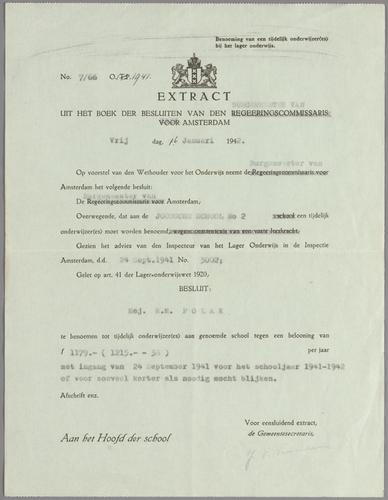 Benoeming van een tijdelijk onderwijzer(es)
bij het lager onderwijs.
No. 7/66 O. 1941.
EXTRACT
BURGEMEESTER VAN
UIT HET BOEK DER BESLUITEN VAN DEN REGEERINGSCOMMISSARIS
VOOR AMSTERDAM
Vrij dag, 16 Januari 1942.
Burgemeester van
Op voorstel van den Wethouder voor het Onderwijs neemt de Regeeringscommissaris voor
Amsterdam het volgende besluit:
Burgemeester van
De Regeeringscommissaris voor Amsterdam,
Overwegende, dat aan de JOODSCHE SCHOOL No 2 school een tijdelijk
onderwijzer(es) moet worden benoemd, wegens
Gezien het advies van den Inspecteur van het Lager Onderwijs in de Inspectie
Amsterdam, d.d. 24 Sept.1941 No. 3002;
Gelet op art. 41 der Lager-onderwijswet 1920;
BESLUIT:
Mej. POLAK
te benoemen tot tijdelijk onderwijzer(es) aan genoemde school tegen een belooning van
f 1179.- ( 1215.- - 3% ) per jaar
met ingang van 24 September 1941 voor het schooljaar 1941-1942
of voor zooveel korter als noodig mocht blijken.
Afschrift enz.
Voor eensluidend extract,
de Gemeentesecretaris,
Aan het Hoofd der school